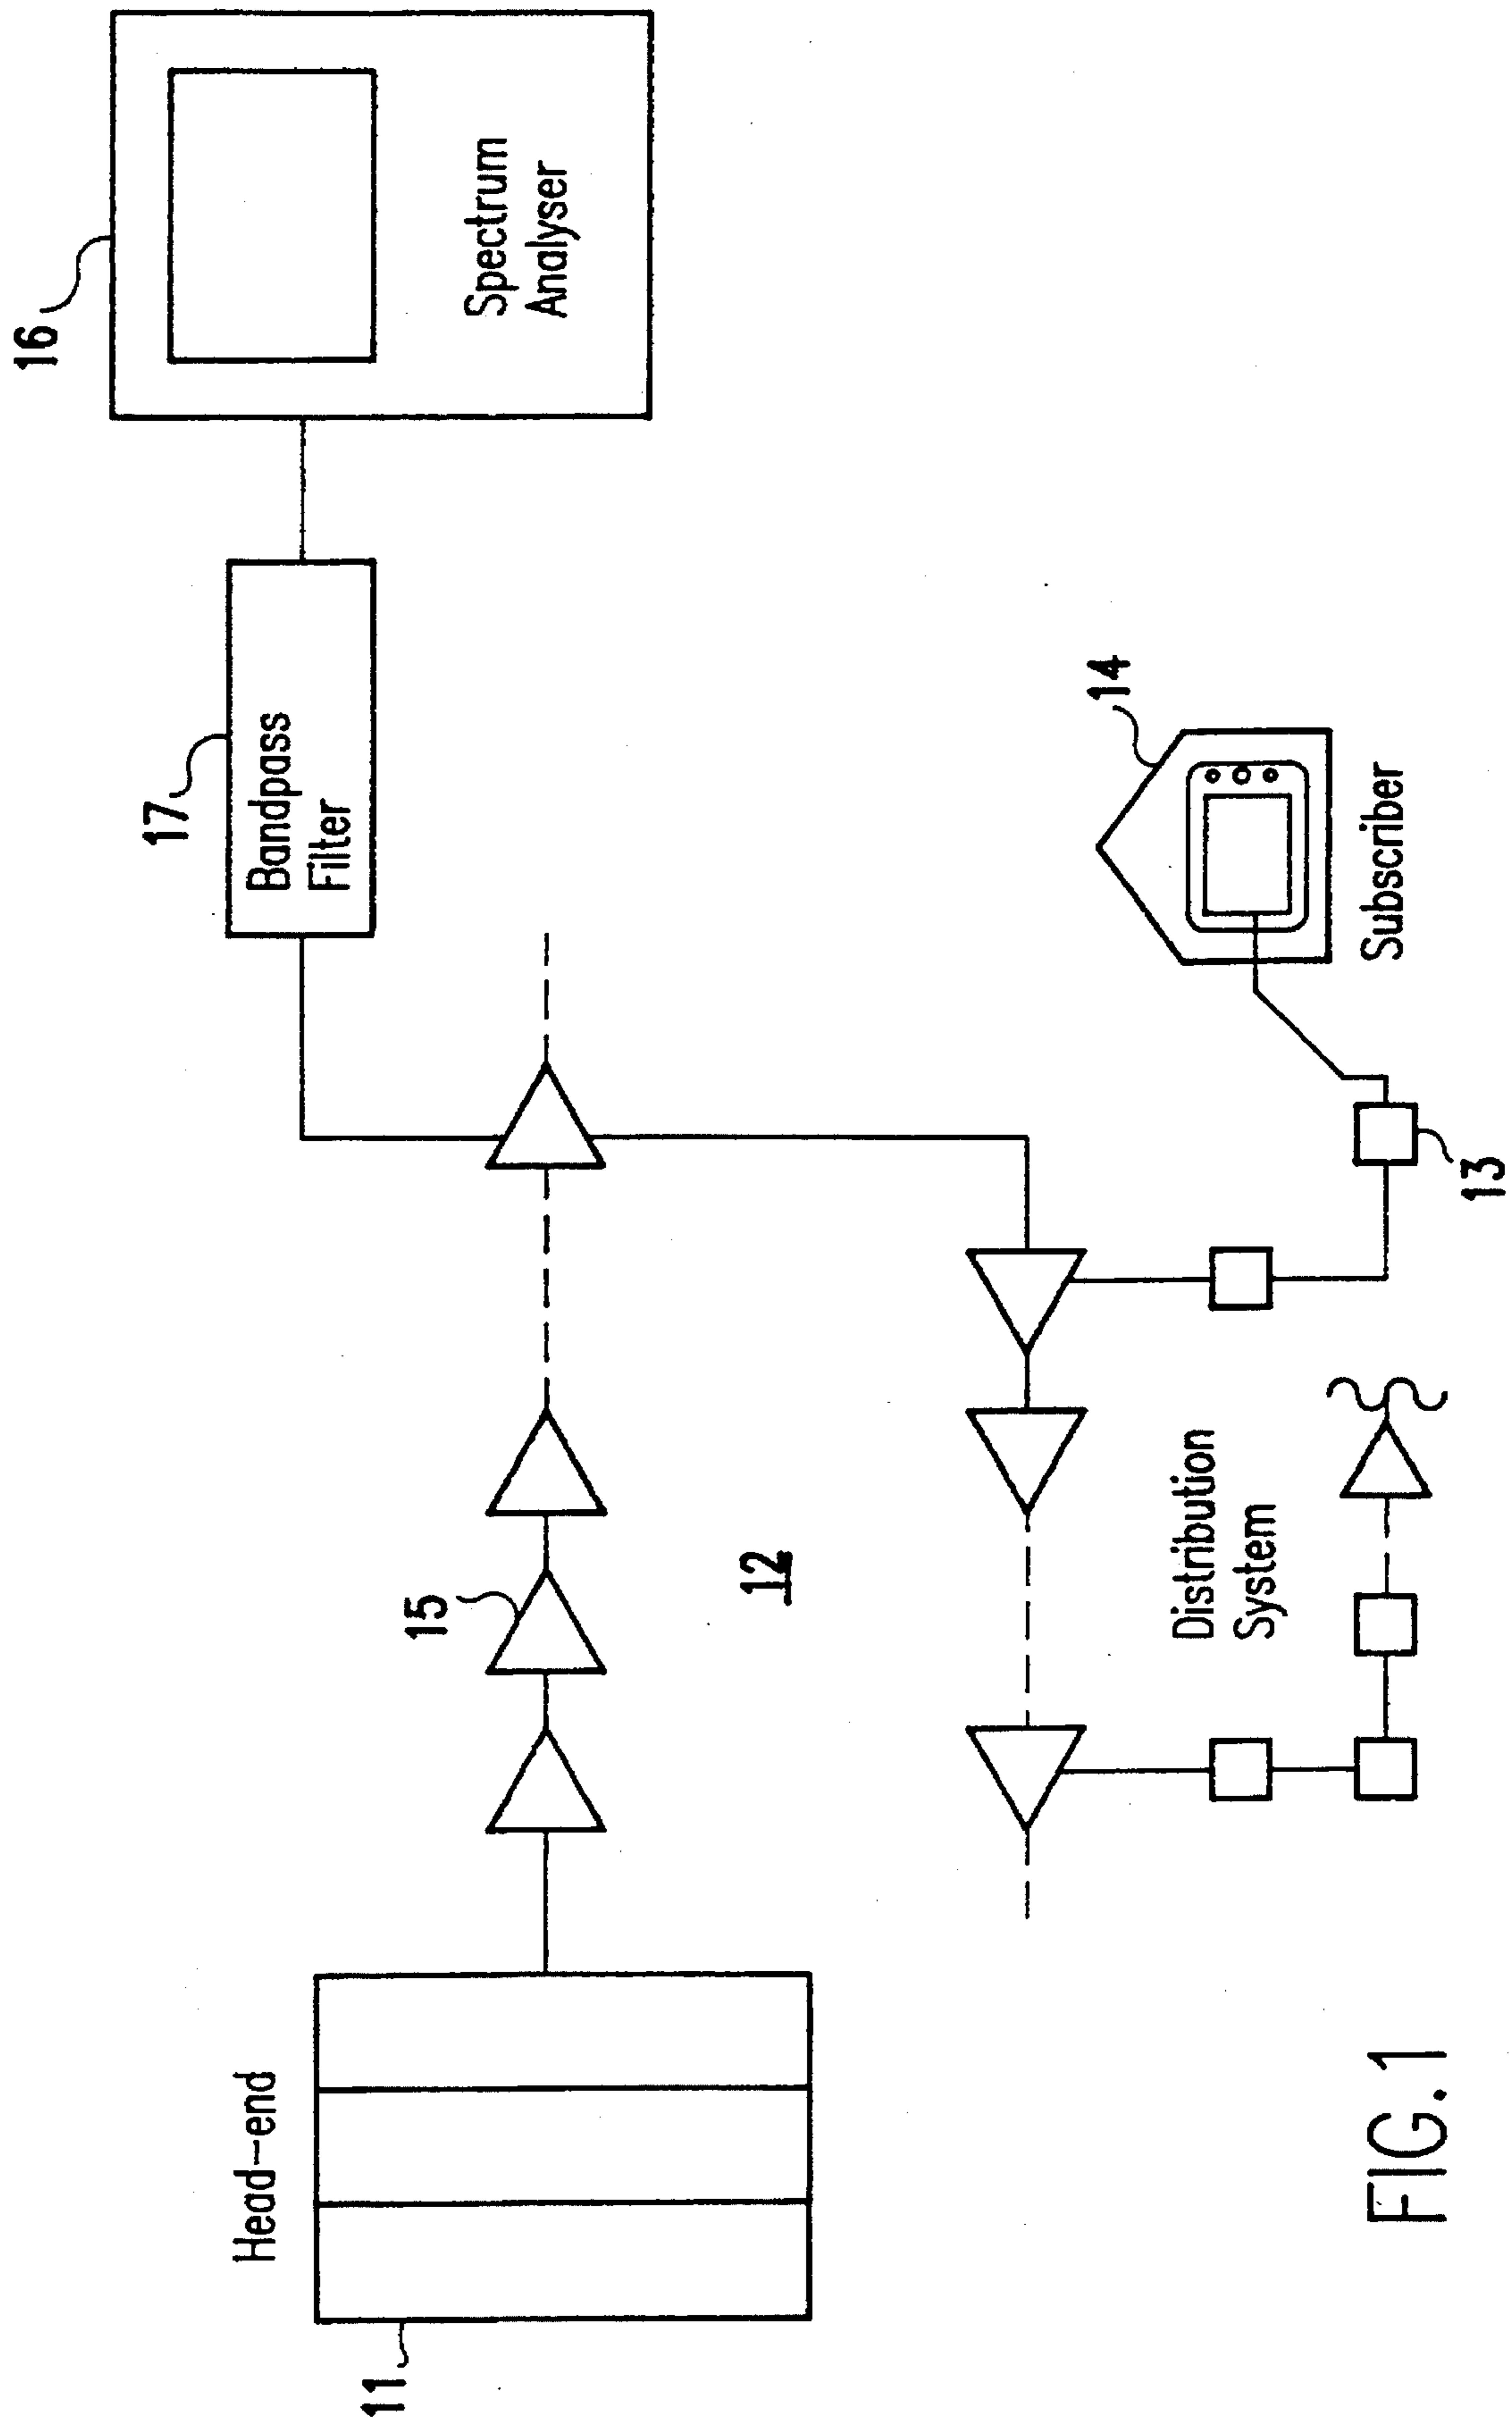 16
Spectrum
Analyser
17
Bandpass
Filter
14
Subscriber
13
15
12
Distribution
System
Head-end
11
FIG.1